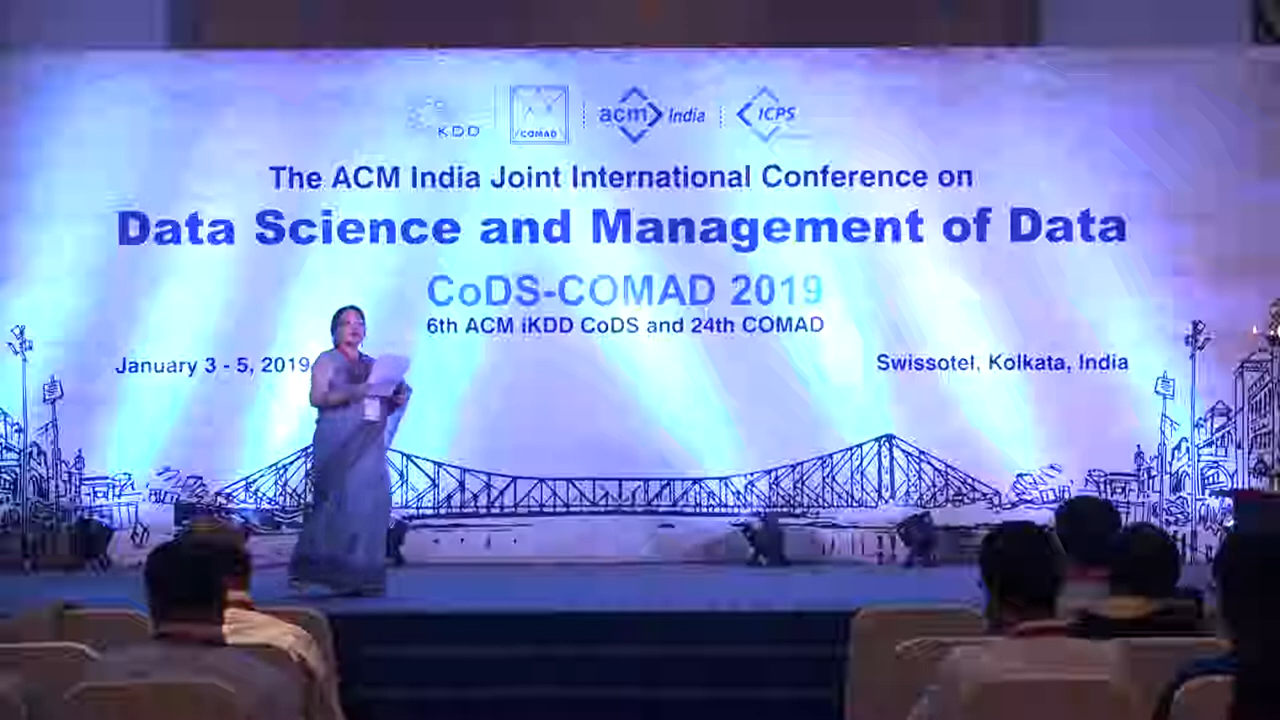 KDD COMAD acm India ICPS
The ACM India Joint International Conference on
Data Science and Management of Data
CoDS-COMAD 2019
6th ACM iKDD CoDS and 24th COMAD
January 3 - 5, 2019
Swissotel, Kolkata, India